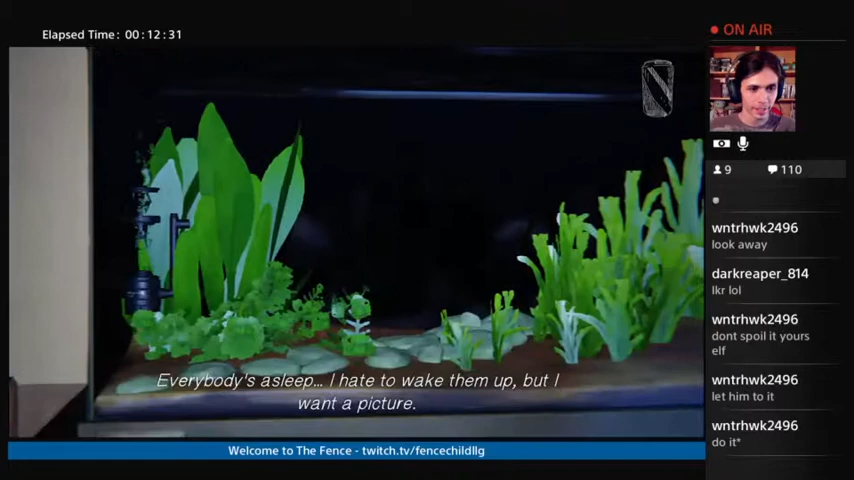 Elapsed Time: 00:12:31
ON AIR
9 110
wntrhwk2496
look away
darkreaper_814
lkr lol
wntrhwk2496
dont spoil it yours
elf
wntrhwk2496
let him to it
wntrhwk2496
do it*
Everybody's asleep... I hate to wake them up, but I
want a picture.
Welcome to The Fence - twitch.tv/fencechildllg